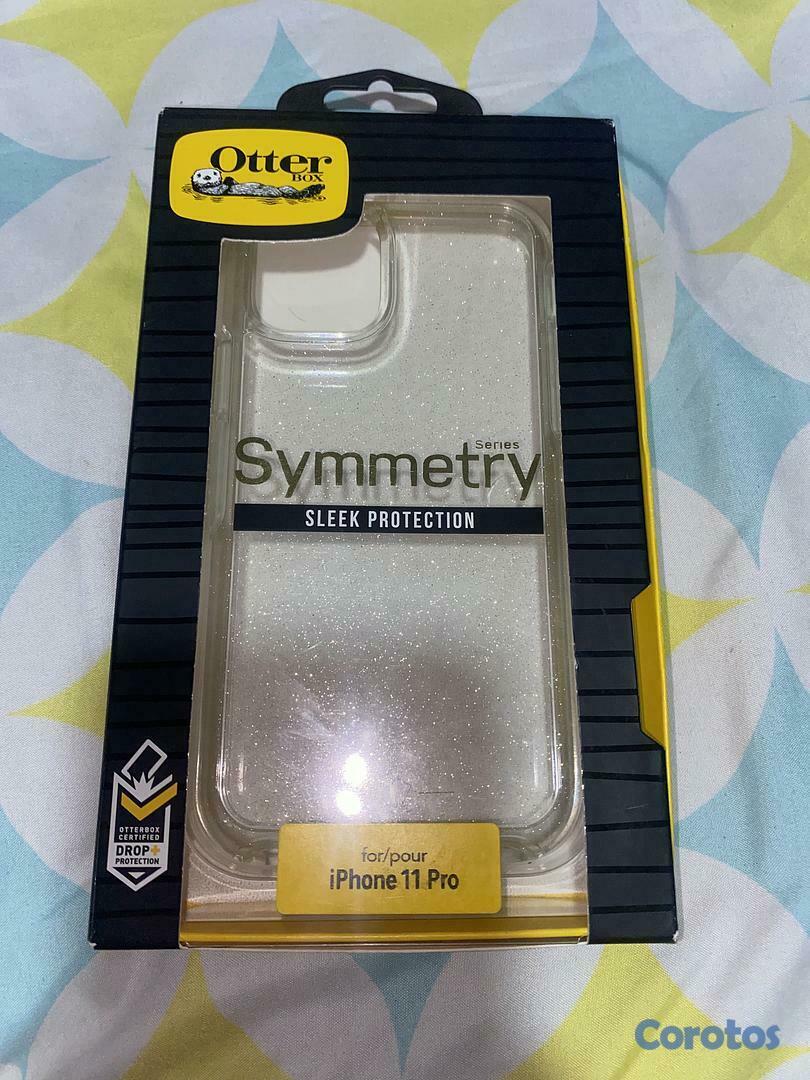 Otter
BOX
Series
Symmetry
SLEEK PROTECTION
OTTERBOX
CERTIFIED
DROP+
PROTECTION
for/pour
iPhone 11 Pro
Corotos